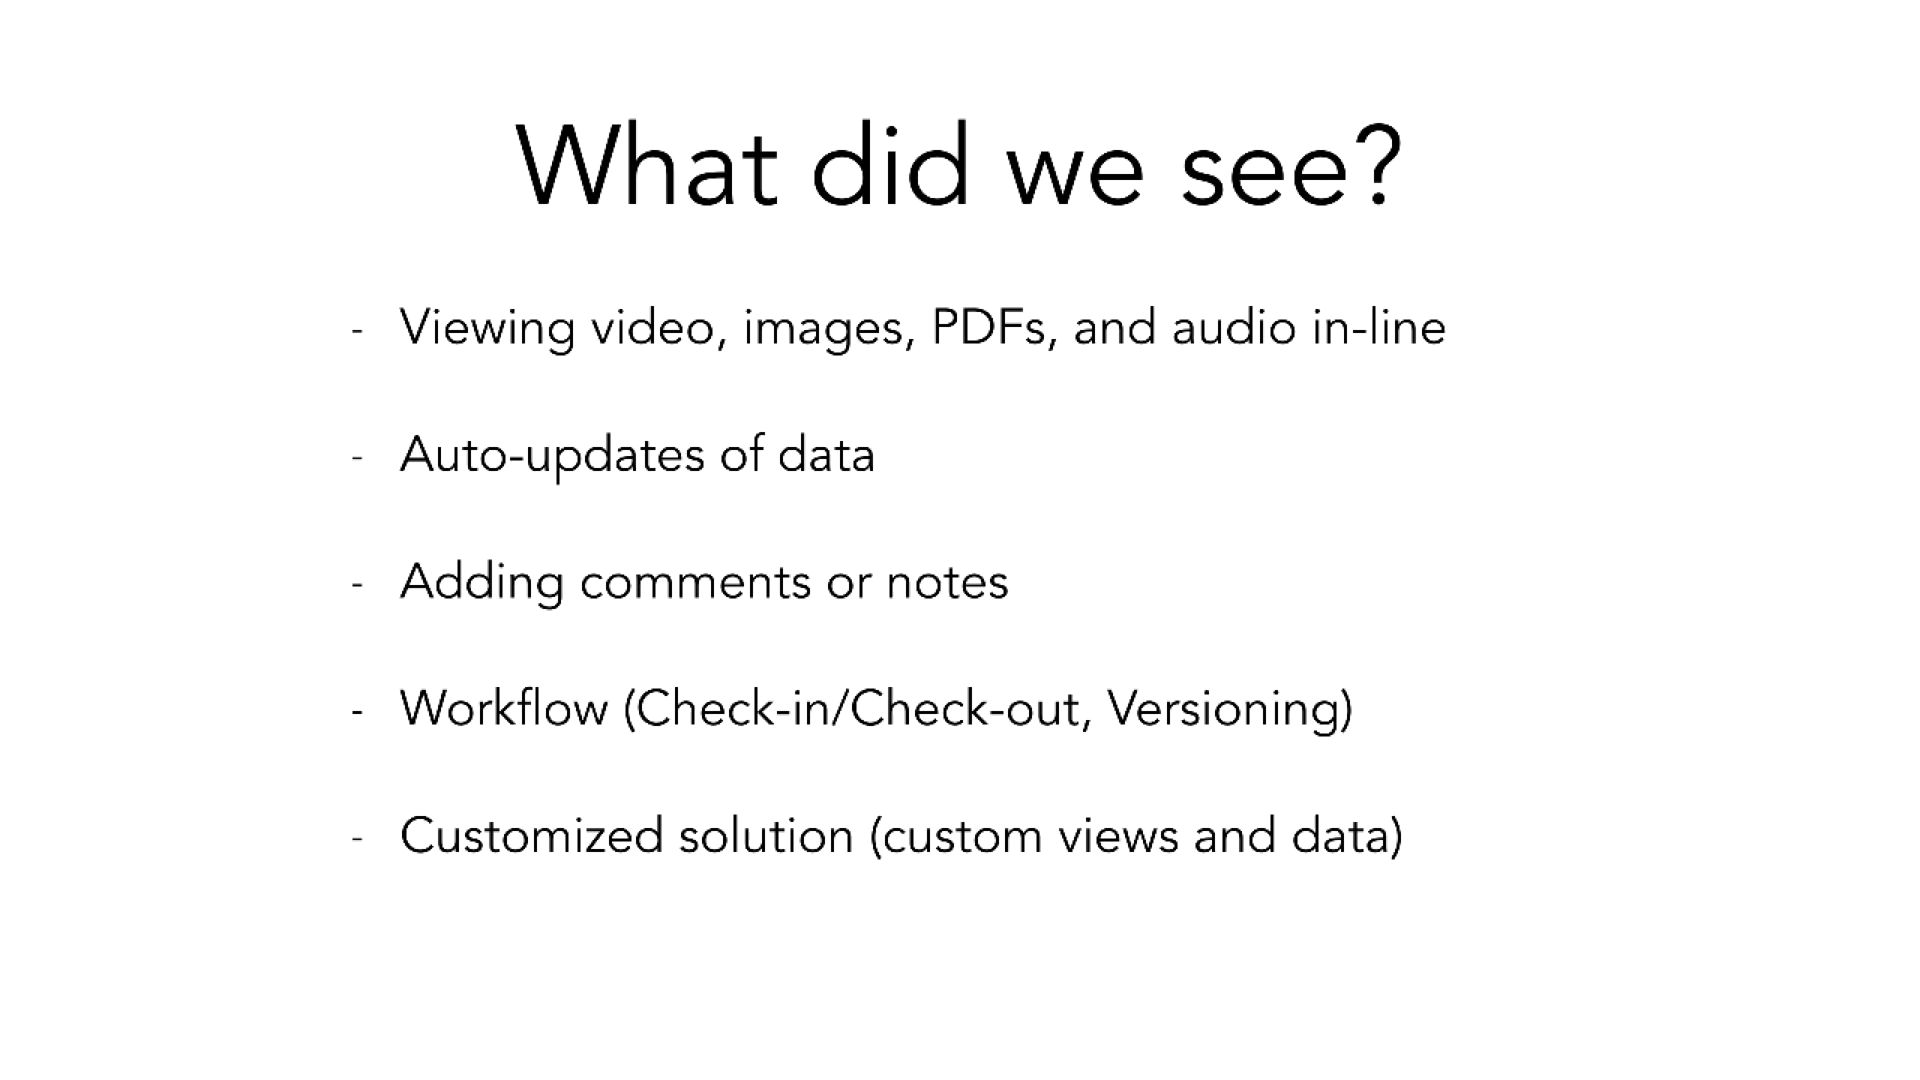 What did we see?
- Viewing video, images, PDFs, and audio in-line
- Auto-updates of data
- Adding comments or notes
- Workflow (Check-in/Check-out, Versioning)
- Customized solution (custom views and data)